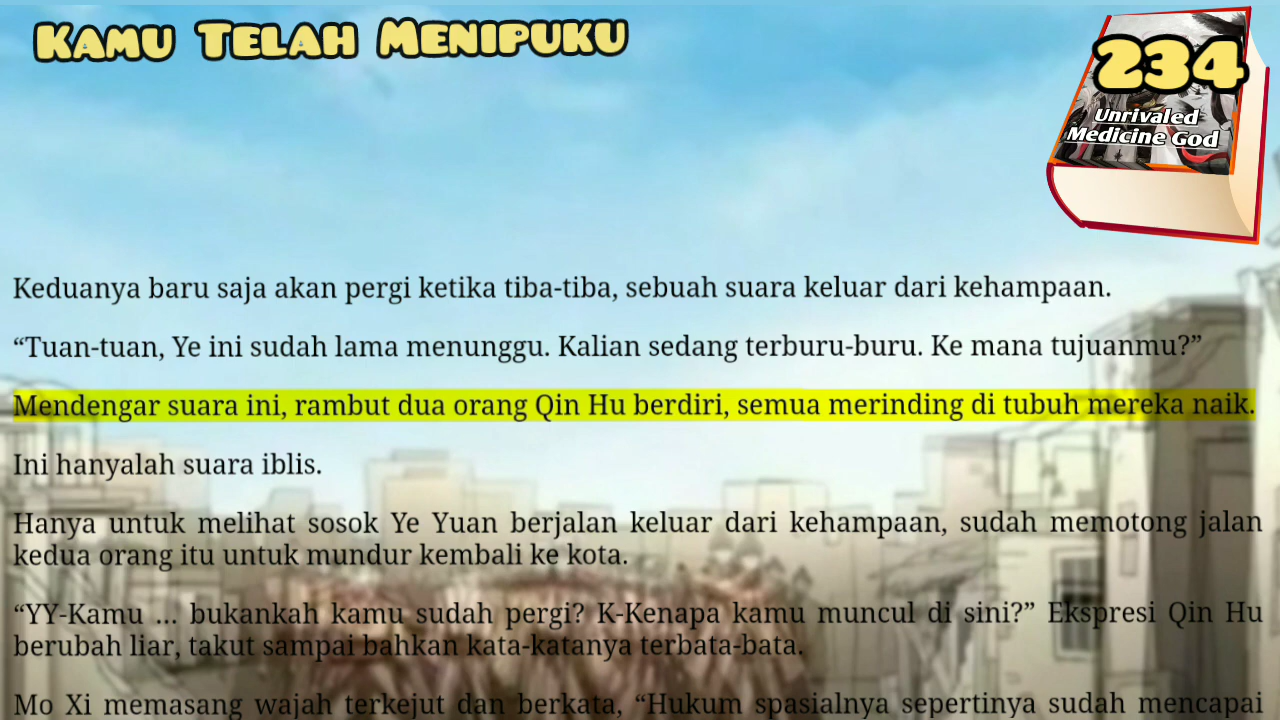 Kamu Telah Menipuku
234
Unrivaled
Medicine God
Keduanya baru saja akan pergi ketika tiba-tiba, sebuah suara keluar dari kehampaan.
“Tuan-tuan, Ye ini sudah lama menunggu. Kalian sedang terburu-buru. Ke mana tujuanmu?”
Mendengar suara ini, rambut dua orang Qin Hu berdiri, semua merinding di tubuh mereka naik.
Ini hanyalah suara iblis.
Hanya untuk melihat sosok Ye Yuan berjalan keluar dari kehampaan, sudah memotong jalan
kedua orang itu untuk mundur kembali ke kota.
“YY-Kamu ... bukankah kamu sudah pergi? K-Kenapa kamu muncul di sini?” Ekspresi Qin Hu
berubah liar, takut sampai bahkan kata-katanya terbata-bata.
Mo Xi memasang wajah terkejut dan berkata, “Hukum spasialnya sepertinya sudah mencapai